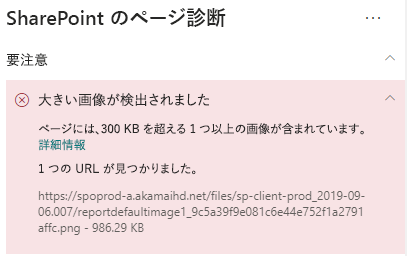 SharePoint のページ診断
要注意
大きい画像が検出されました
ページには、300 KB を超える 1 つ以上の画像が含まれています。
詳細情報
1 つの URL が見つかりました。
https://spoprod-a.akamaihd.net/files/sp-client-prod_2019-09-
06.007/reportdefaultimage1_9c5a39f9e081c6e44e752f1a2791
affc.png - 986.29 KB